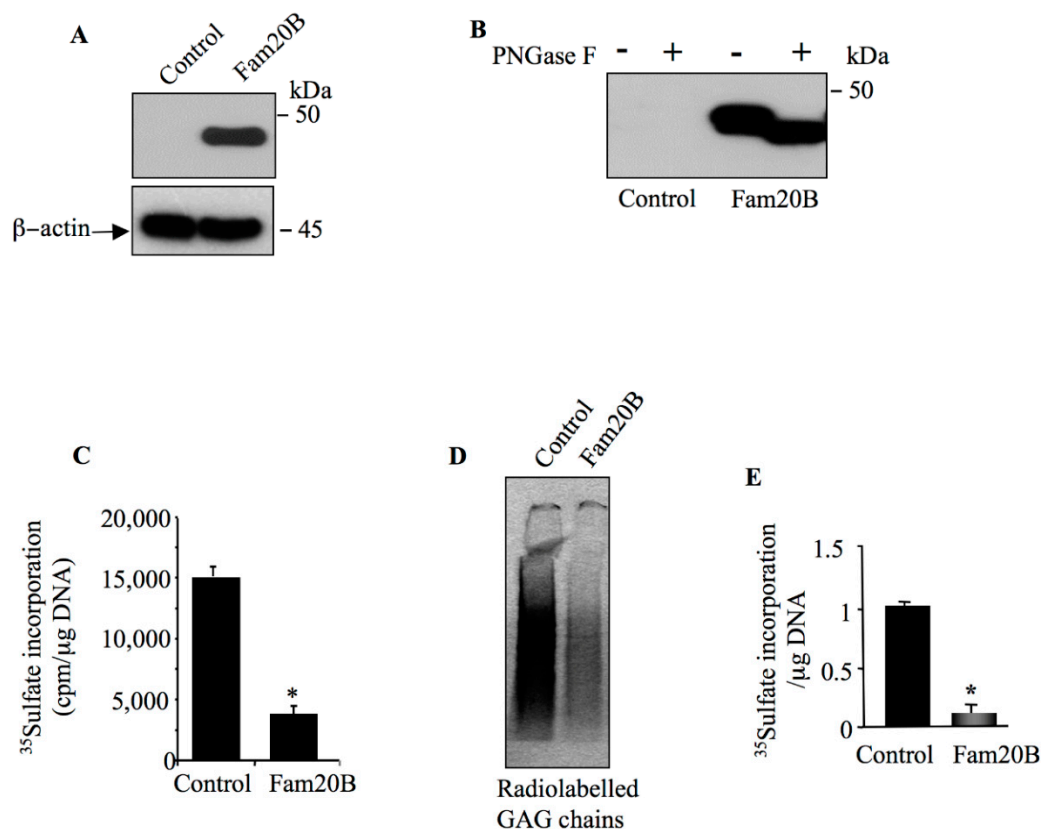 A
Control
Fam20B
kDa
- 50
β-actin
- 45
B
PNGase F - + - + kDa
- 50
Control Fam20B
C
³⁵Sulfate incorporation
(cpm/µg DNA)
20,000
15,000
10,000
5,000
0
*
Control Fam20B
D
Control
Fam20B
Radiolabelled
GAG chains
E
³⁵Sulfate incorporation
/µg DNA
1.5
1
0.5
0
*
Control Fam20B